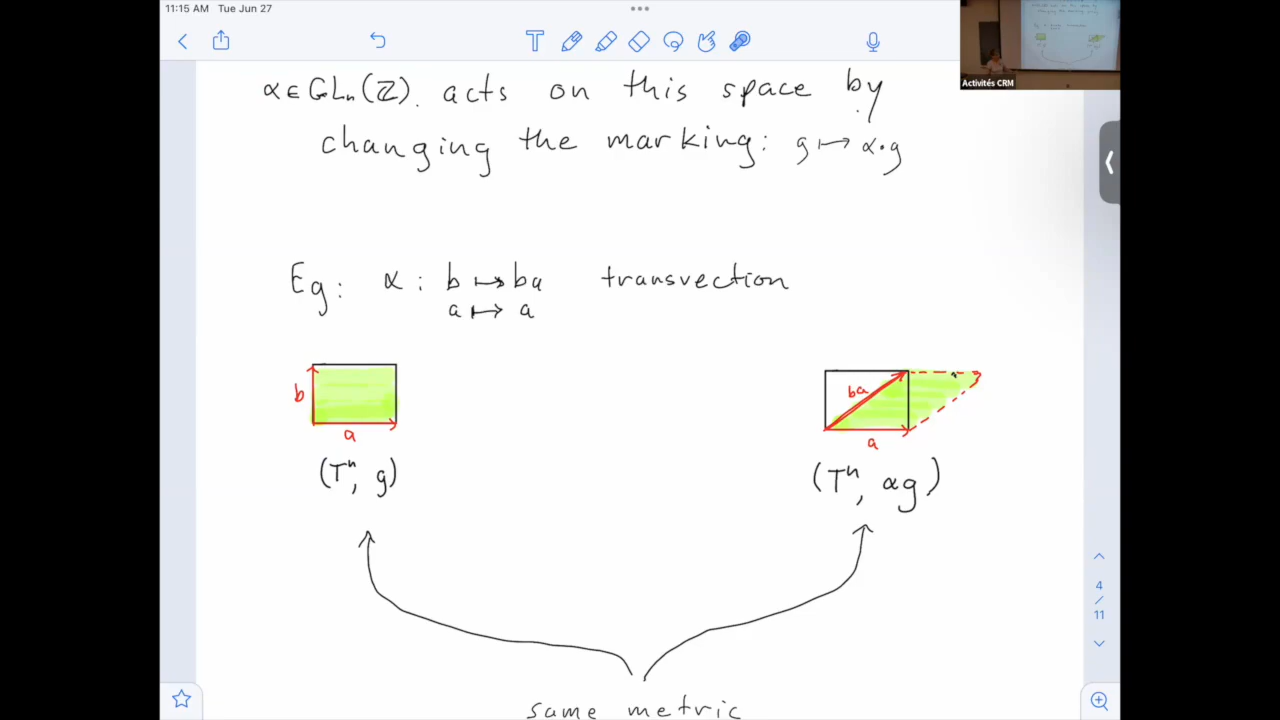 11:15 AM Tue Jun 27
Activités CRM
α ∈ GLn(ℤ). acts on this space by
changing the marking: g ↦ α·g
Eg: α: b ↦ ba transvection
a ↦ a
b
a
ba
a
(Tⁿ, g)
(Tⁿ, αg)
4
/
11
same metric